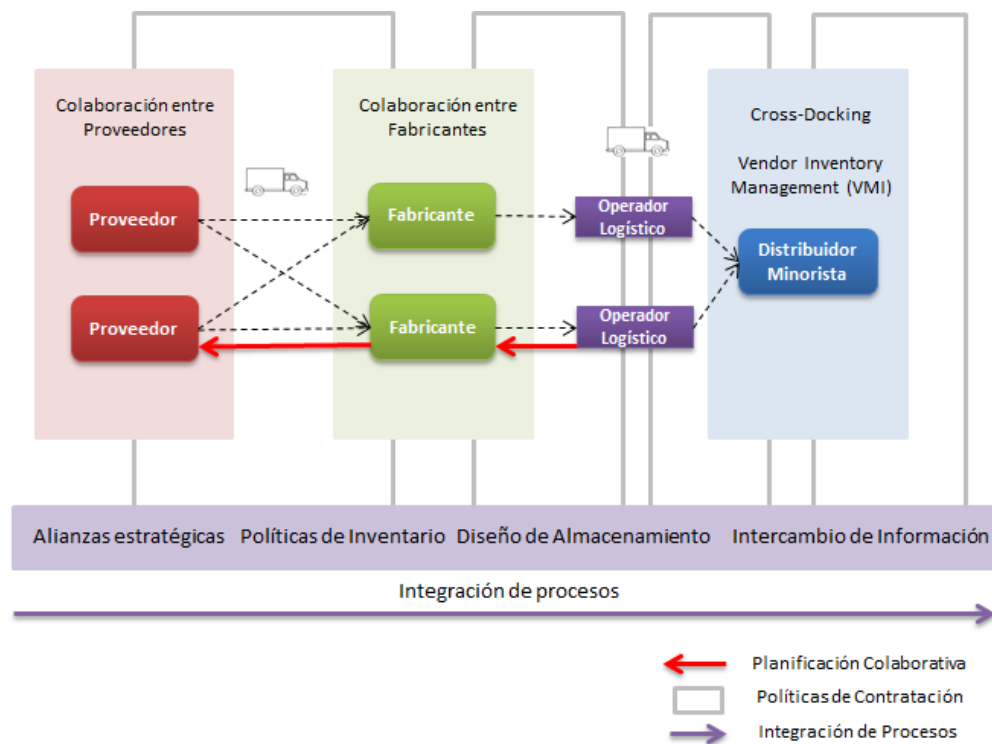 Colaboración entre
Proveedores
Colaboración entre
Fabricantes
Cross-Docking
Vendor Inventory
Management (VMI)
Proveedor
Fabricante
Operador
Logístico
Distribuidor
Minorista
Proveedor
Fabricante
Operador
Logístico
Alianzas estratégicas
Políticas de Inventario
Diseño de Almacenamiento
Intercambio de Información
Integración de procesos
Planificación Colaborativa
Políticas de Contratación
Integración de Procesos